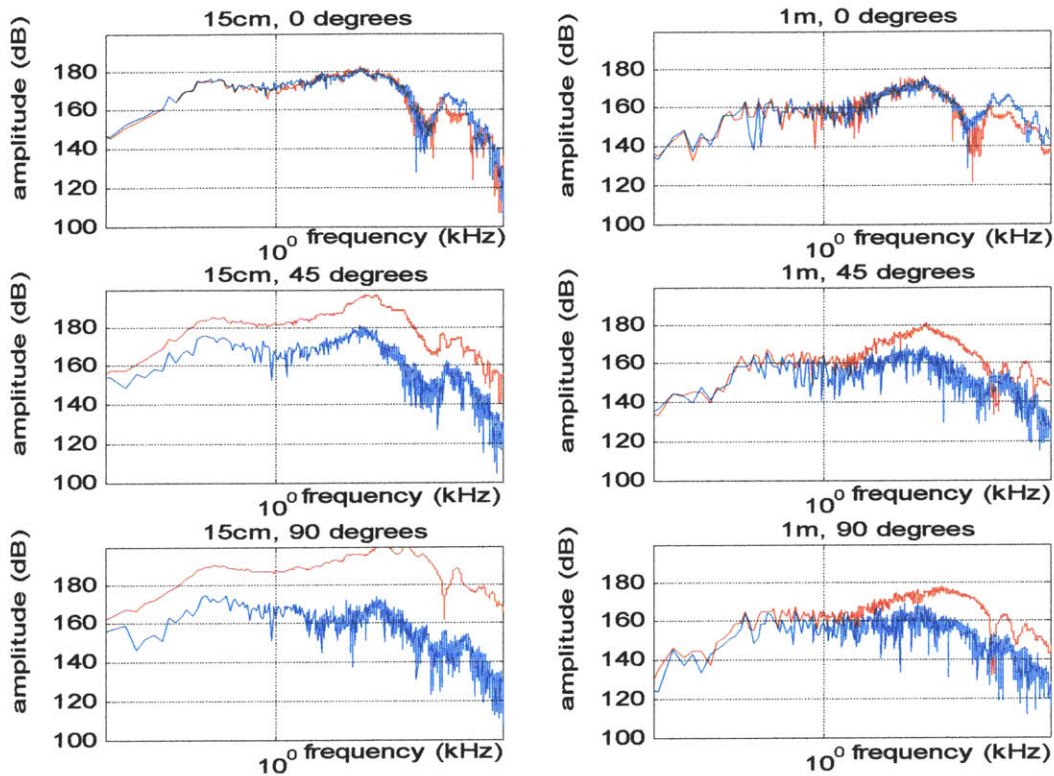 15cm, 0 degrees
amplitude (dB)
180
160
140
120
100
10⁰ frequency (kHz)
1m, 0 degrees
amplitude (dB)
180
160
140
120
100
10⁰ frequency (kHz)
15cm, 45 degrees
amplitude (dB)
180
160
140
120
100
10⁰ frequency (kHz)
1m, 45 degrees
amplitude (dB)
180
160
140
120
100
10⁰ frequency (kHz)
15cm, 90 degrees
amplitude (dB)
180
160
140
120
100
10⁰ frequency (kHz)
1m, 90 degrees
amplitude (dB)
180
160
140
120
100
10⁰ frequency (kHz)